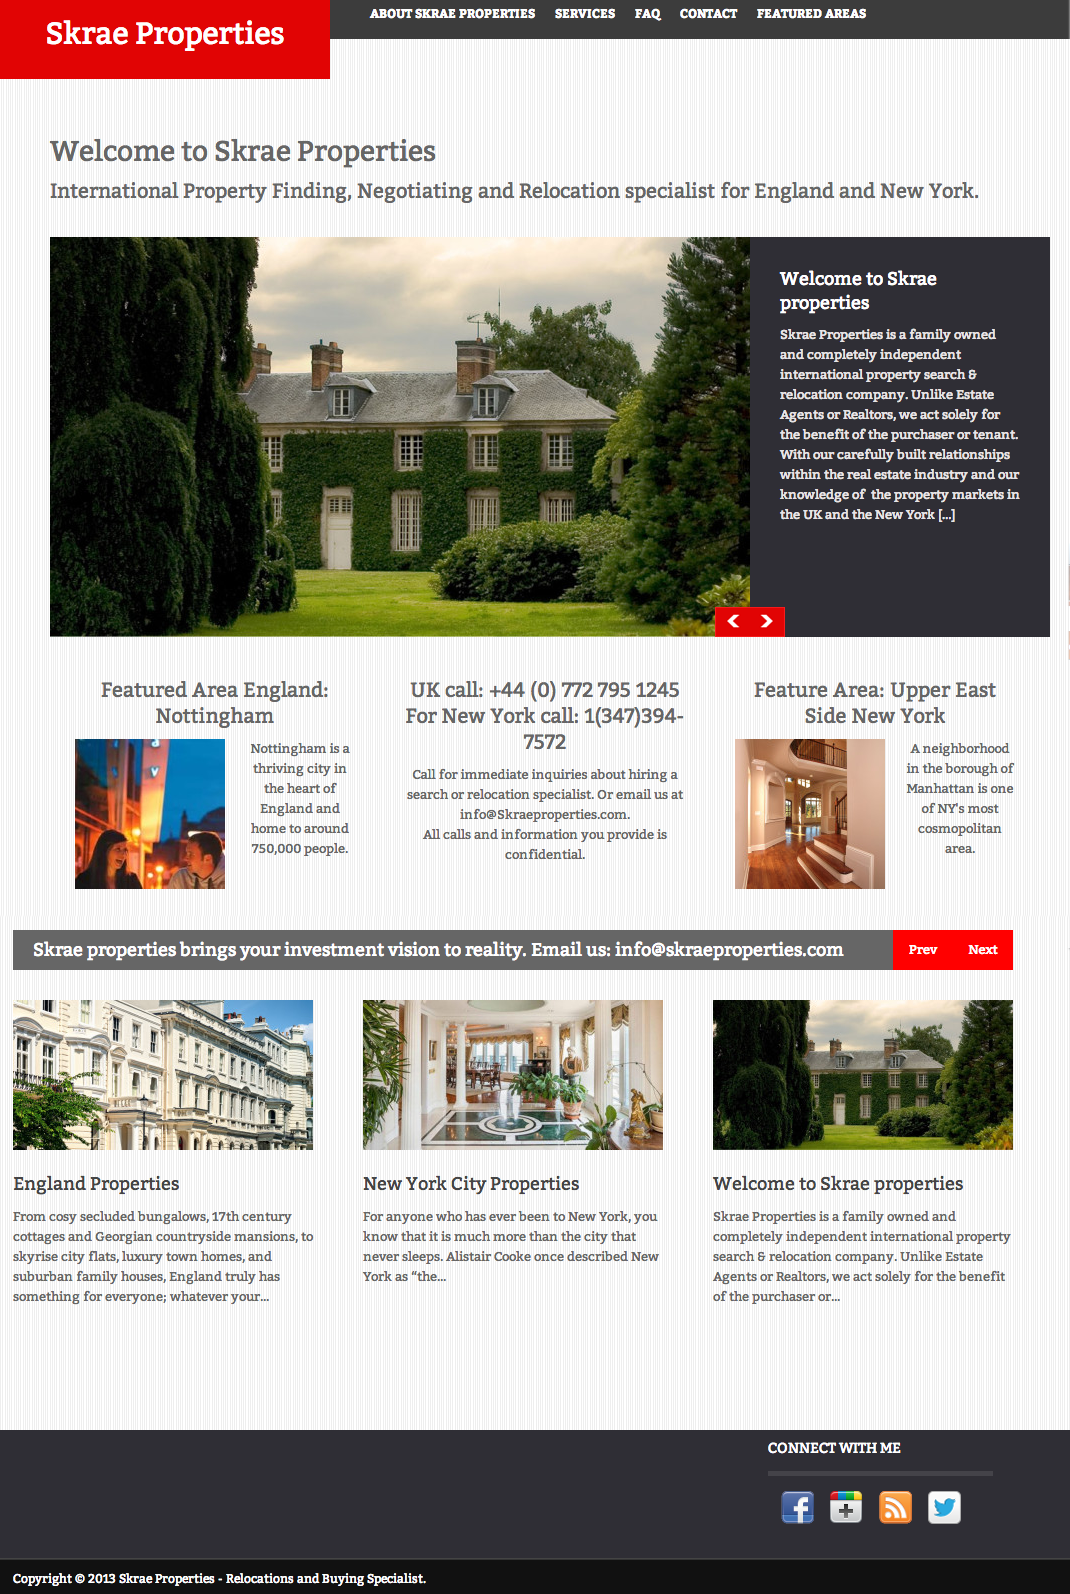 Skrae Properties
ABOUT SKRAE PROPERTIES SERVICES FAQ CONTACT FEATURED AREAS
Welcome to Skrae Properties
International Property Finding, Negotiating and Relocation specialist for England and New York.
Welcome to Skrae
properties
Skrae Properties is a family owned
and completely independent
international property search &
relocation company. Unlike Estate
Agents or Realtors, we act solely for
the benefit of the purchaser or tenant.
With our carefully built relationships
within the real estate industry and our
knowledge of the property markets in
the UK and the New York [...]
Featured Area England:
Nottingham
Nottingham is a
thriving city in
the heart of
England and
home to around
750,000 people.
UK call: +44 (0) 772 795 1245
For New York call: 1(347)394-
7572
Call for immediate inquiries about hiring a
search or relocation specialist. Or email us at
info@Skraeproperties.com.
All calls and information you provide is
confidential.
Feature Area: Upper East
Side New York
A neighborhood
in the borough of
Manhattan is one
of NY's most
cosmopolitan
area.
Skrae properties brings your investment vision to reality. Email us: info@skraeproperties.com
Prev Next
England Properties
From cosy secluded bungalows, 17th century
cottages and Georgian countryside mansions, to
skyrise city flats, luxury town homes, and
suburban family houses, England truly has
something for everyone; whatever your...
New York City Properties
For anyone who has ever been to New York, you
know that it is much more than the city that
never sleeps. Alistair Cooke once described New
York as “the...
Welcome to Skrae properties
Skrae Properties is a family owned and
completely independent international property
search & relocation company. Unlike Estate
Agents or Realtors, we act solely for the benefit
of the purchaser or...
CONNECT WITH ME
Copyright © 2013 Skrae Properties - Relocations and Buying Specialist.